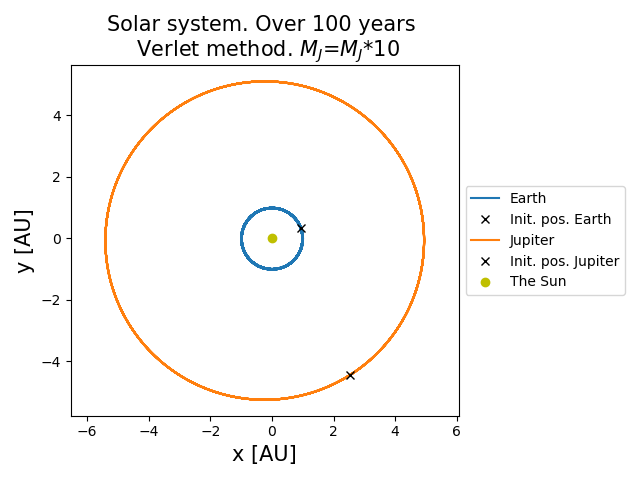 Solar system. Over 100 years
Verlet method. $M_J$=$M_J$*10
y [AU]
4
2
0
−2
−4
−6
−4
−2
0
2
4
6
x [AU]
Earth
Init. pos. Earth
Jupiter
Init. pos. Jupiter
The Sun